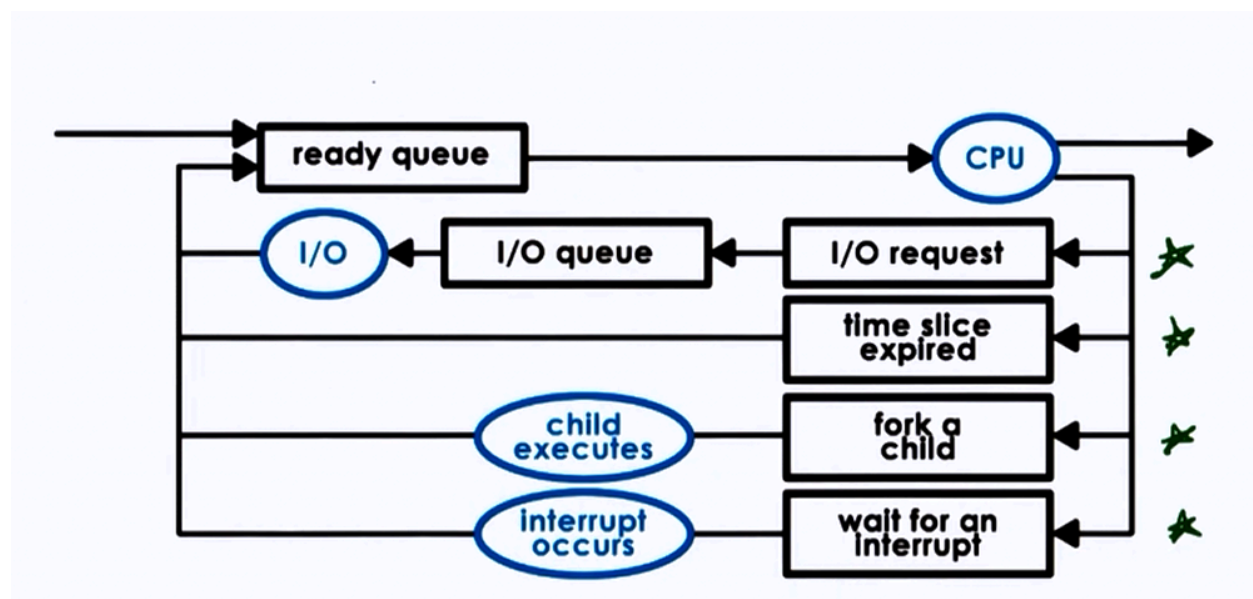 ready queue
CPU
I/O
I/O queue
I/O request
time slice
expired
child
executes
fork a
child
interrupt
occurs
wait for an
interrupt